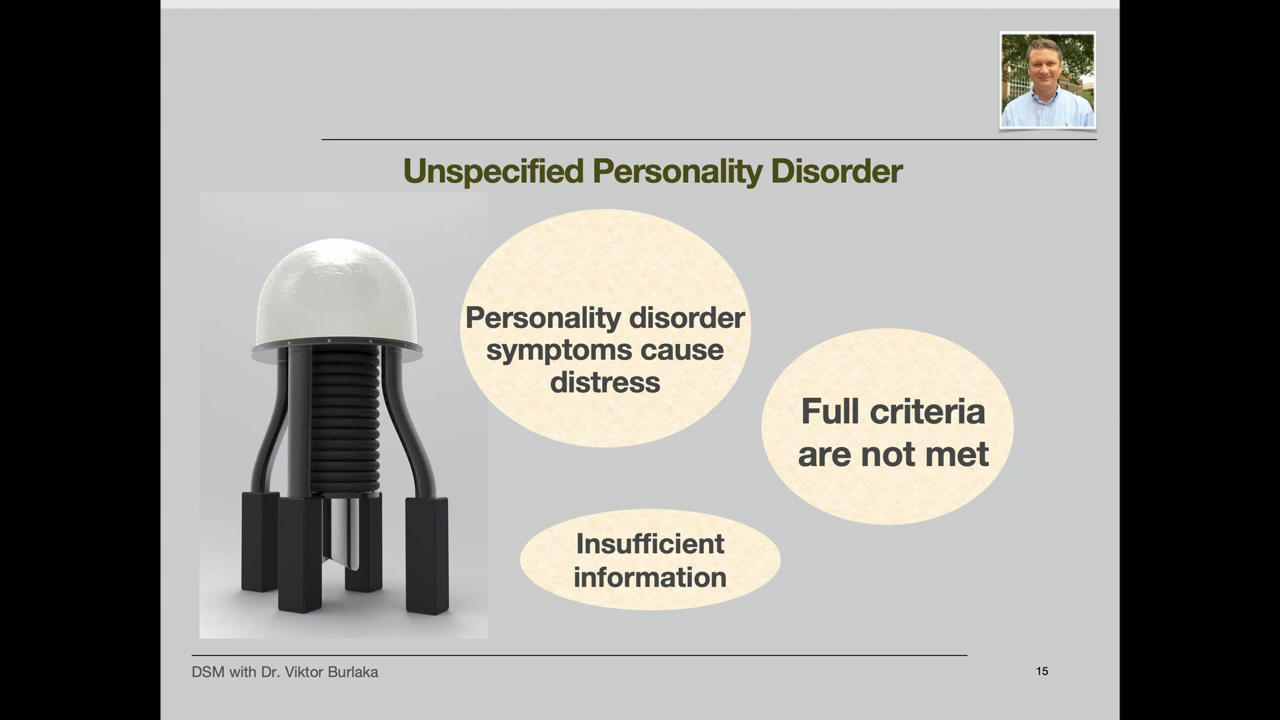 Unspecified Personality Disorder
Personality disorder
symptoms cause
distress
Full criteria
are not met
Insufficient
information
DSM with Dr. Viktor Burlaka
15